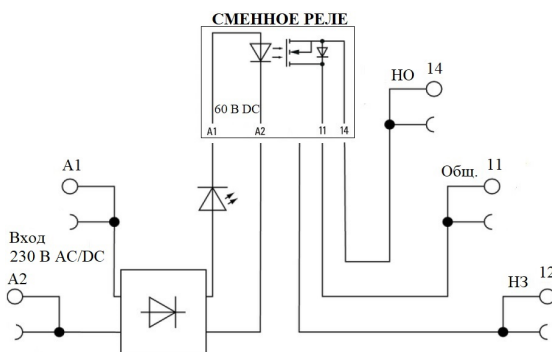 СМЕННОЕ РЕЛЕ
60 В DC
A1 A2 11 14
НО 14
A1
Общ. 11
Вход
230 В AC/DC
A2
НЗ 12